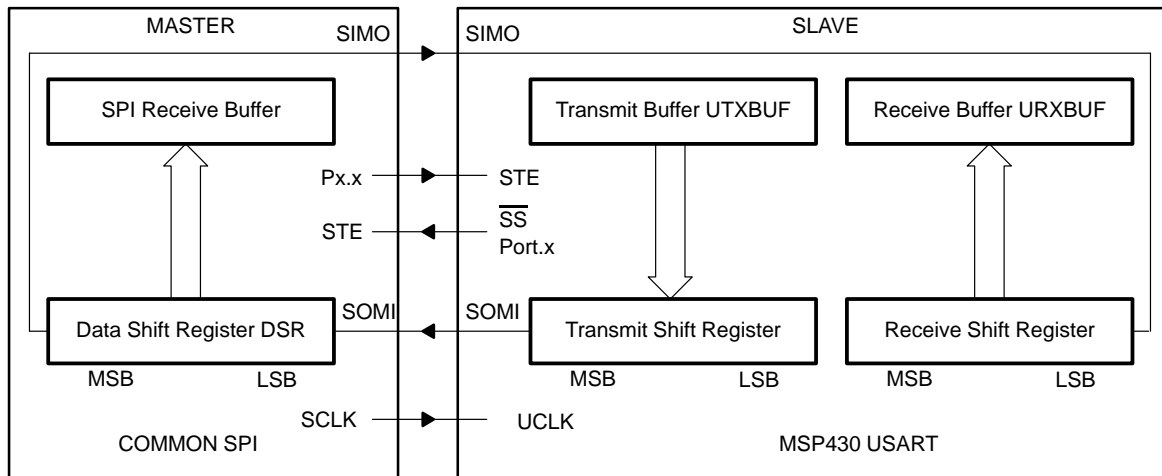 MASTER
SLAVE
SIMO
SIMO
SPI Receive Buffer
Transmit Buffer UTXBUF
Receive Buffer URXBUF
Px.x
STE
STE
SS
Port.x
SOMI
SOMI
Data Shift Register DSR
Transmit Shift Register
Receive Shift Register
MSB
LSB
MSB
LSB
MSB
LSB
SCLK
UCLK
COMMON SPI
MSP430 USART